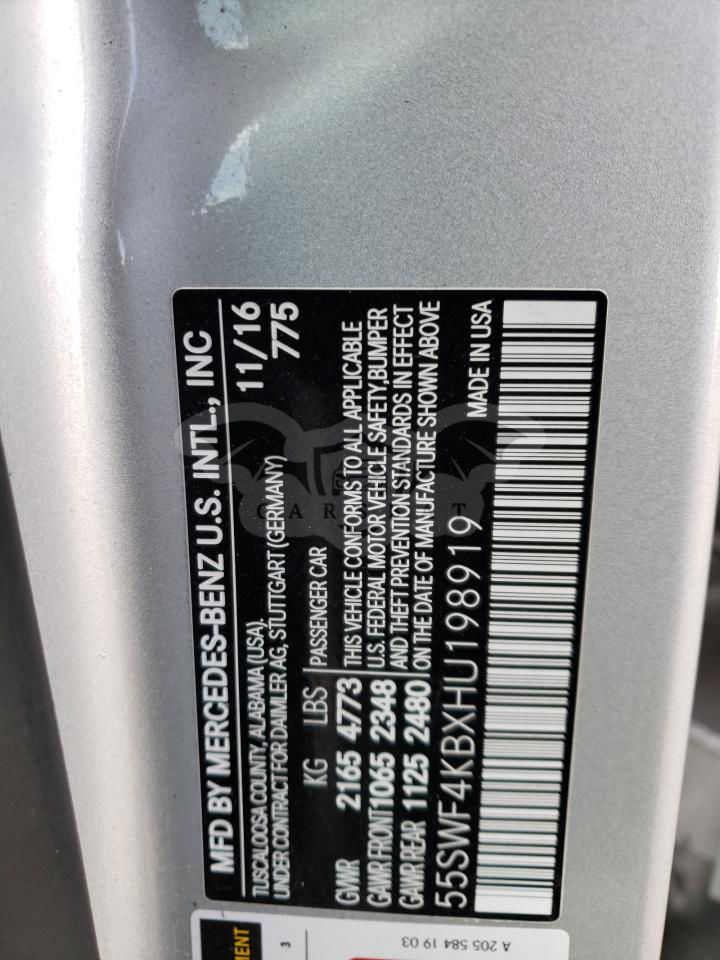 MFD BY MERCEDES-BENZ U.S. INTL., INC
TUSCALOOSA COUNTY, ALABAMA (USA). 11/16
UNDER CONTRACT FOR DAIMLER AG, STUTTGART (GERMANY) 775
KG LBS PASSENGER CAR
GVWR 2165 4773 THIS VEHICLE CONFORMS TO ALL APPLICABLE
GAWR FRONT 1065 2348 U.S. FEDERAL MOTOR VEHICLE SAFETY, BUMPER
GAWR REAR 1125 2480 AND THEFT PREVENTION STANDARDS IN EFFECT
ON THE DATE OF MANUFACTURE SHOWN ABOVE
55SWF4KBXHU198919 MADE IN USA
3
A 205 584 19 03